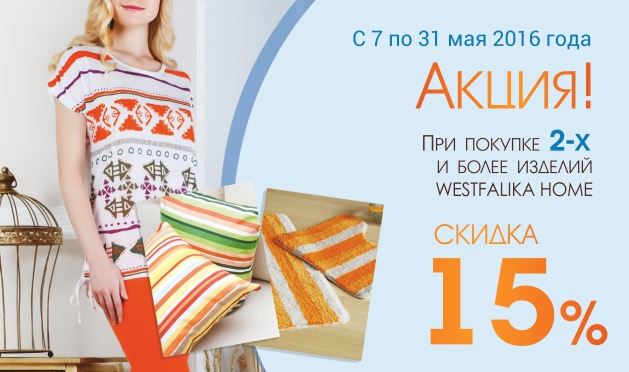 С 7 по 31 мая 2016 года
Акция!
При покупке 2-х
и более изделий
WESTFALIKA HOME
скидка
15%